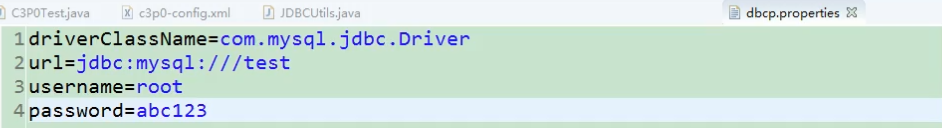 C3P0Test.java c3p0-config.xml JDBCUtils.java dbcp.properties
1 driverClassName=com.mysql.jdbc.Driver
2 url=jdbc:mysql:///test
3 username=root
4 password=abc123